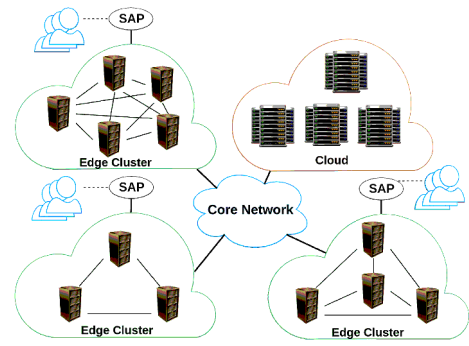 SAP
Edge Cluster
Cloud
SAP
SAP
Core Network
Edge Cluster
Edge Cluster